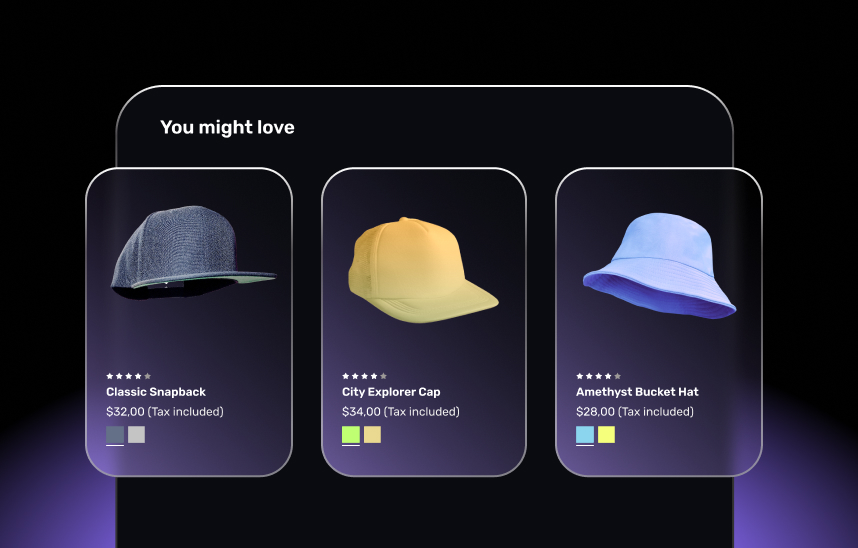 You might love
Classic Snapback
$32,00 (Tax included)
City Explorer Cap
$34,00 (Tax included)
Amethyst Bucket Hat
$28,00 (Tax included)